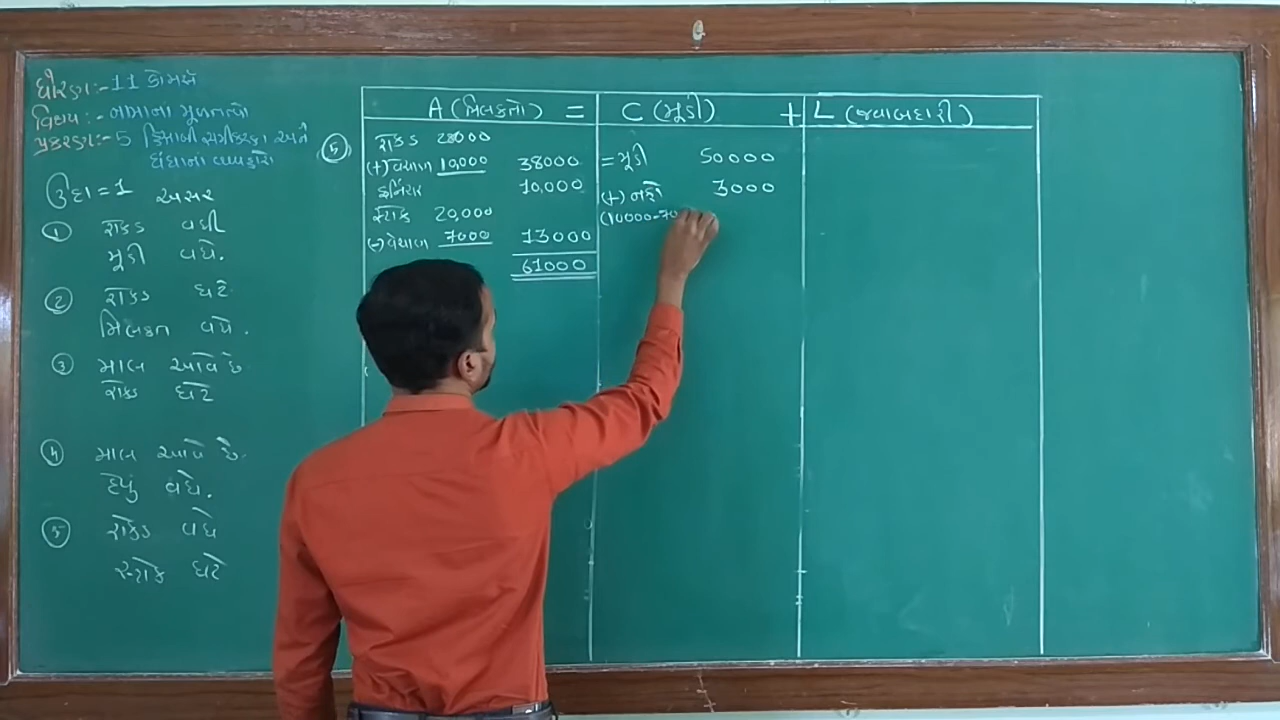 ધોરણ:- 11 કોમર્સ
વિષય:- નામાના મૂળતત્વો
પ્રકરણ:- 5 હિસાબી સમીકરણ અને
ધંધાના વ્યવહારો
ઉદા = 1 અસર
① રોકડ વધી
મૂડી વધે.
② રોકડ ઘટે
મિલકત વધે.
③ માલ આવે છે
રોકડ ઘટે
④ માલ આવે છે.
દેવું વધે.
⑤ રોકડ વધે
સ્ટોક ઘટે
A (મિલકતો) = C (મૂડી) + L (જવાબદારી)
⑤ રોકડ 28000
(+) વેચાણ 10,000 38000 = મૂડી 50000
ફર્નિચર 10,000 (+) નફો 3000
સ્ટોક 20,000 (10000-70
(-) વેચાણ 7000 13000
61000